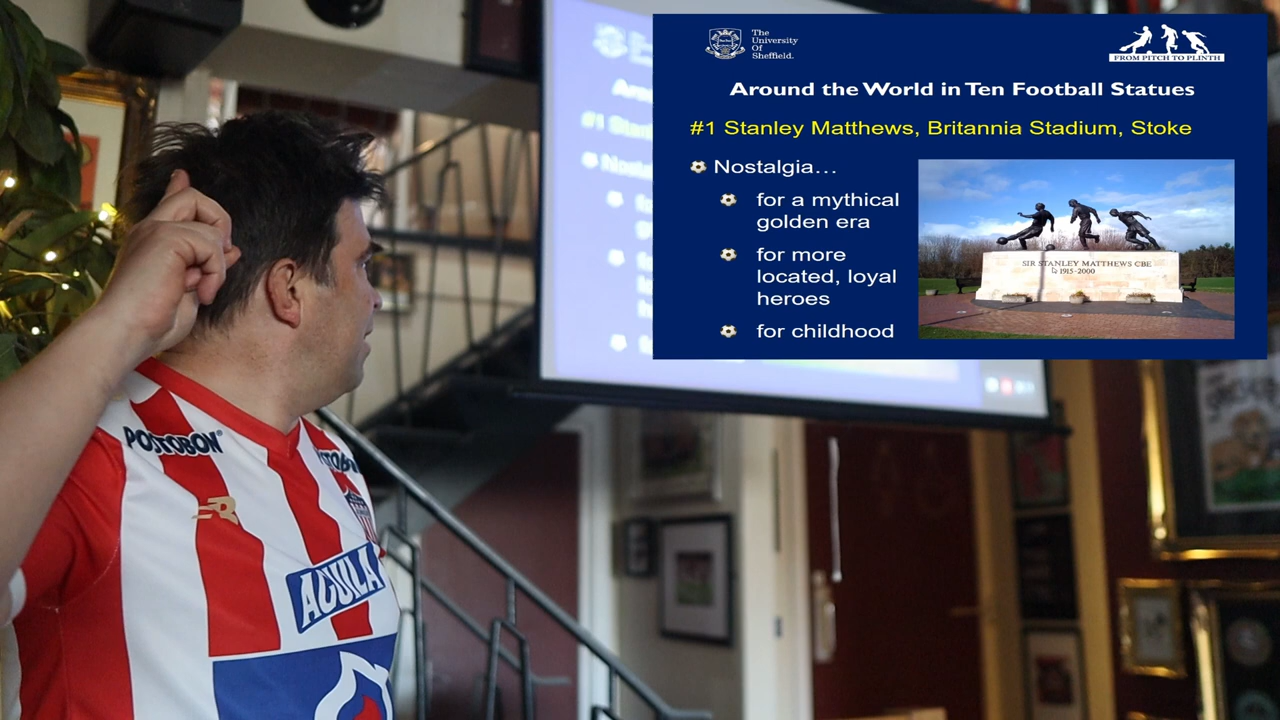 The
University
Of
Sheffield.
FROM PITCH TO PLINTH
Around the World in Ten Football Statues
#1 Stanley Matthews, Britannia Stadium, Stoke
Nostalgia…
for a mythical
golden era
for more
located, loyal
heroes
for childhood
SIR STANLEY MATTHEWS CBE
1915-2000
POSTOBON
AGUILA